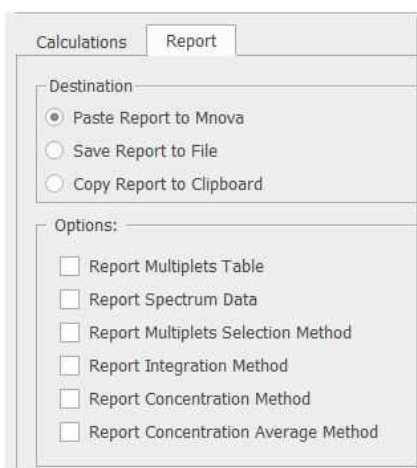 Calculations Report
Destination
Paste Report to Mnova
Save Report to File
Copy Report to Clipboard
Options:
Report Multiplets Table
Report Spectrum Data
Report Multiplets Selection Method
Report Integration Method
Report Concentration Method
Report Concentration Average Method